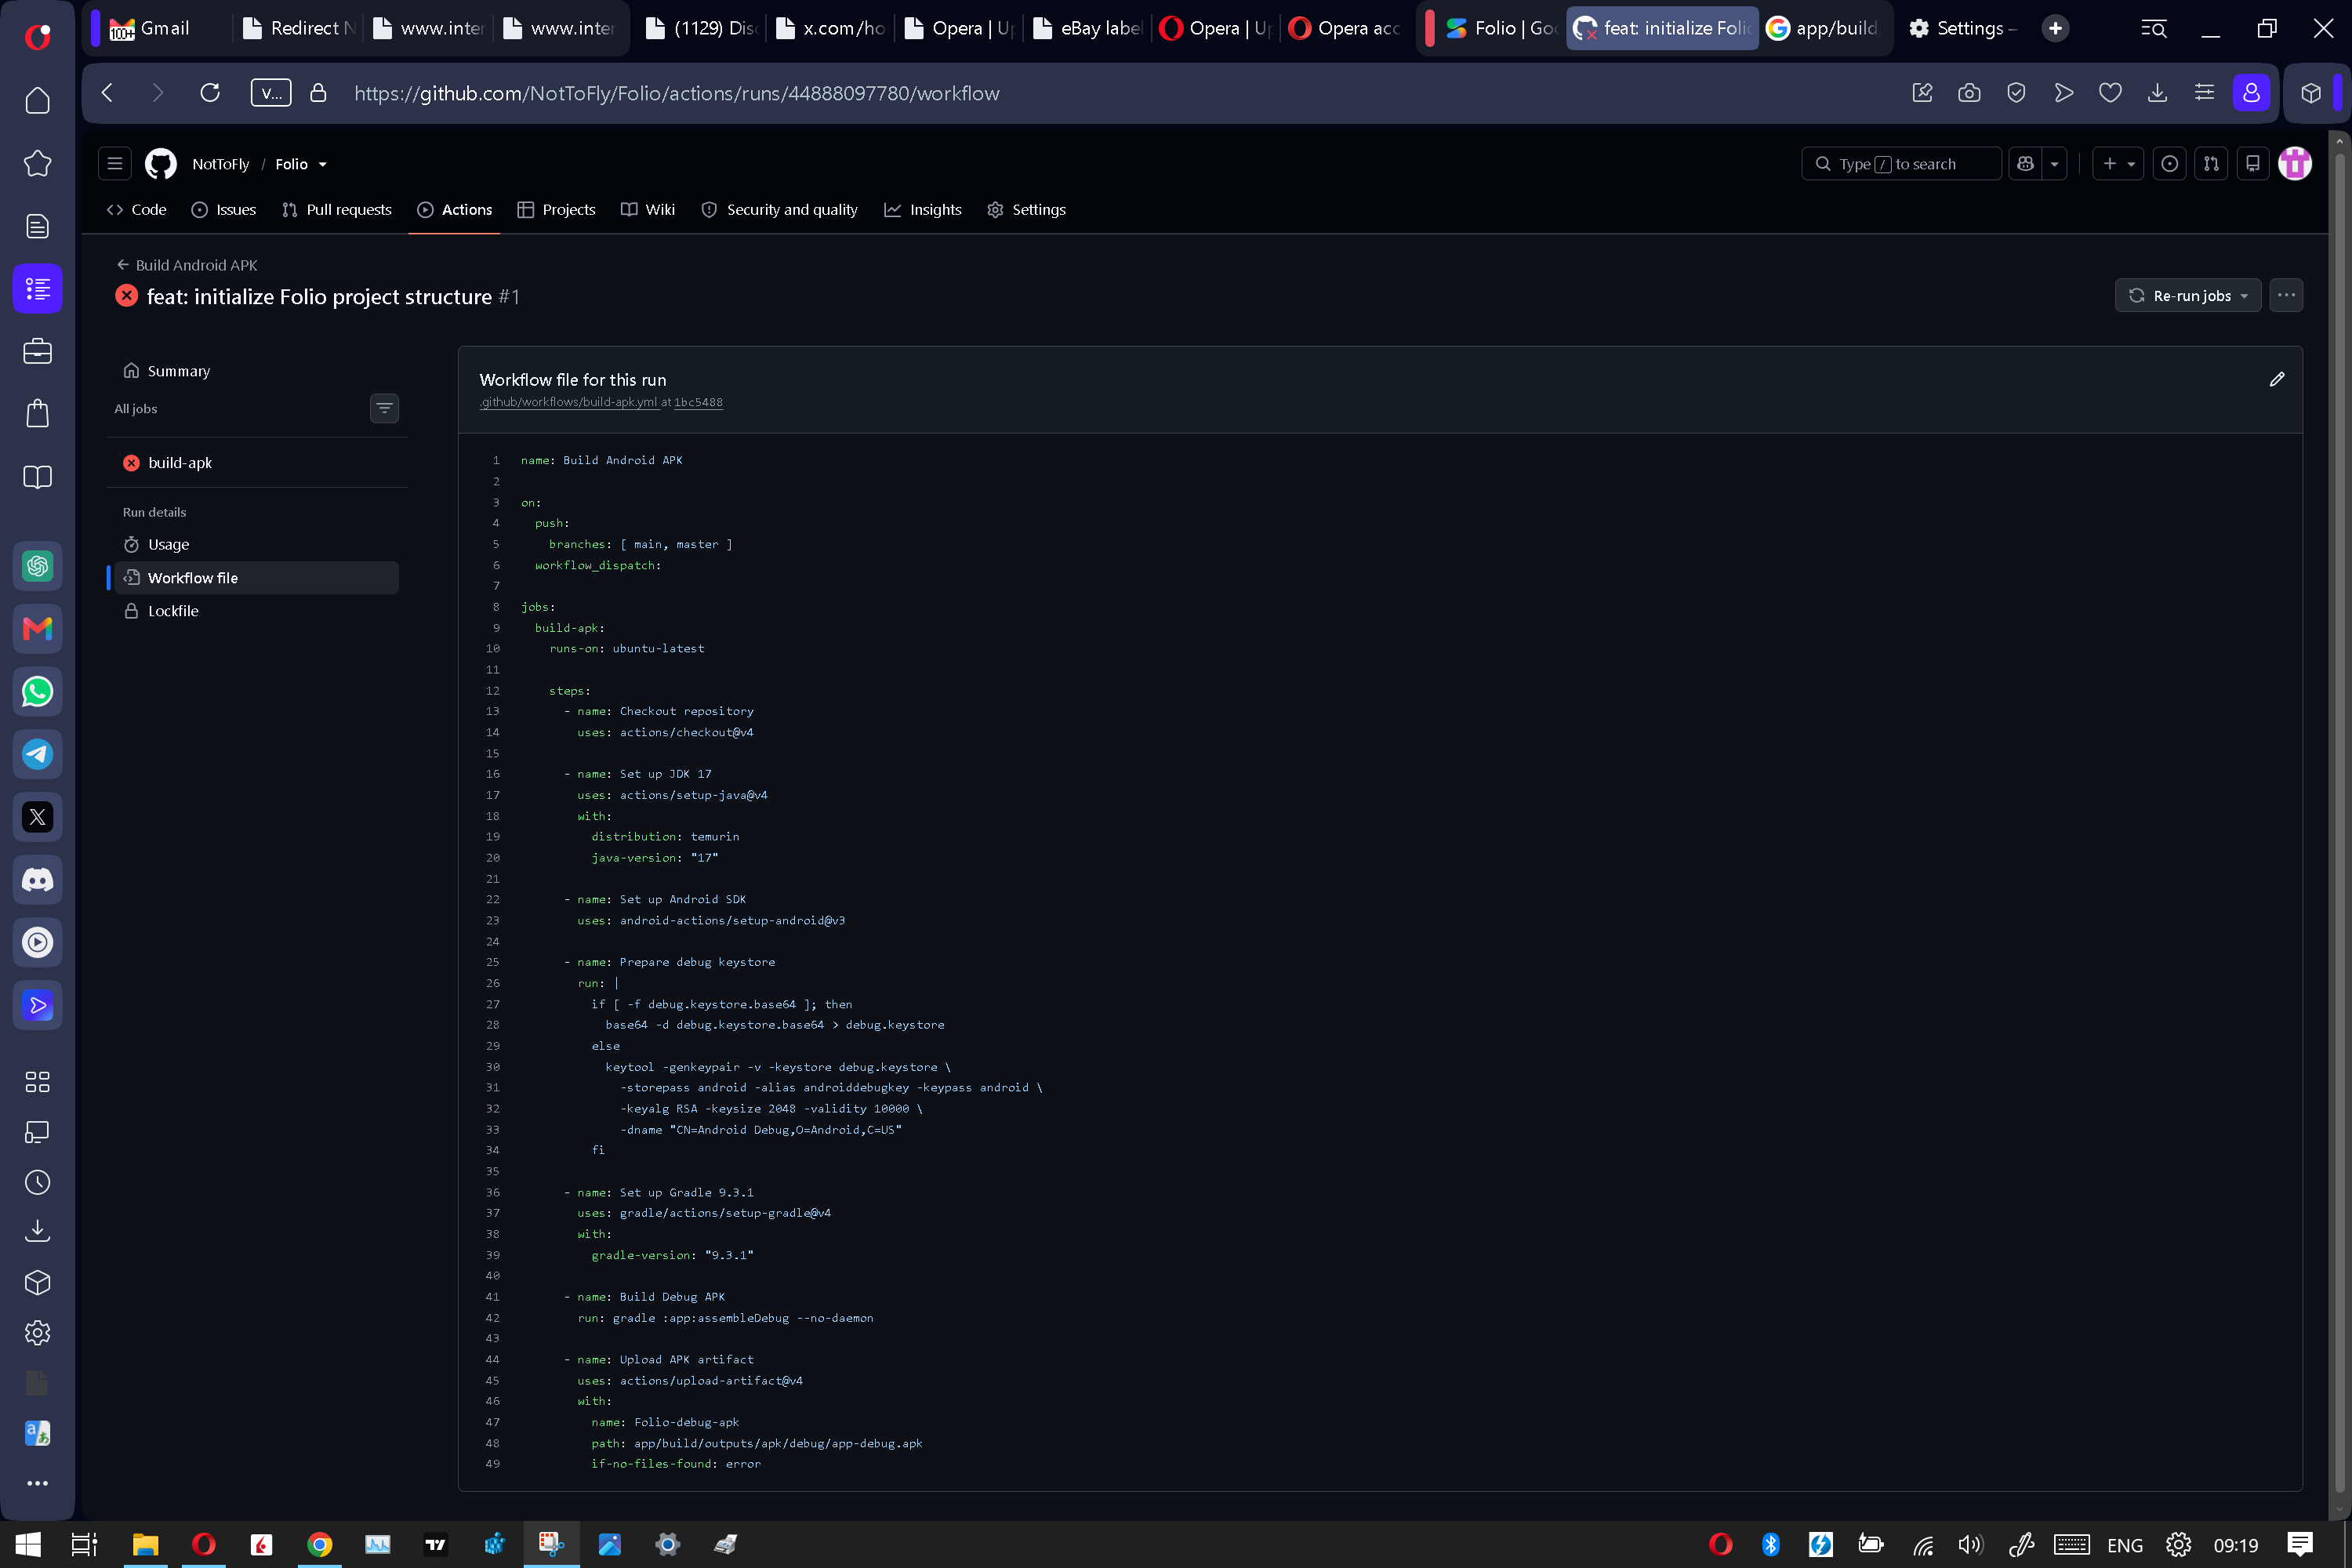 Gmail
Redirect N
www.inter
www.inter
(1129) Disc
x.com/ho
Opera | Up
eBay label
Opera | Up
Opera acc
Folio | Goo
feat: initialize Folio
app/build
Settings –
V...
https://github.com/NotToFly/Folio/actions/runs/44888097780/workflow
NotToFly / Folio
Type / to search
Code
Issues
Pull requests
Actions
Projects
Wiki
Security and quality
Insights
Settings
Build Android APK
feat: initialize Folio project structure #1
Re-run jobs
Summary
All jobs
build-apk
Run details
Usage
Workflow file
Lockfile
Workflow file for this run
.github/workflows/build-apk.yml at 1bc5488
1 name: Build Android APK
2
3 on:
4 push:
5 branches: [ main, master ]
6 workflow_dispatch:
7
8 jobs:
9 build-apk:
10 runs-on: ubuntu-latest
11
12 steps:
13 - name: Checkout repository
14 uses: actions/checkout@v4
15
16 - name: Set up JDK 17
17 uses: actions/setup-java@v4
18 with:
19 distribution: temurin
20 java-version: "17"
21
22 - name: Set up Android SDK
23 uses: android-actions/setup-android@v3
24
25 - name: Prepare debug keystore
26 run: |
27 if [ -f debug.keystore.base64 ]; then
28 base64 -d debug.keystore.base64 > debug.keystore
29 else
30 keytool -genkeypair -v -keystore debug.keystore \
31 -storepass android -alias androiddebugkey -keypass android \
32 -keyalg RSA -keysize 2048 -validity 10000 \
33 -dname "CN=Android Debug,O=Android,C=US"
34 fi
35
36 - name: Set up Gradle 9.3.1
37 uses: gradle/actions/setup-gradle@v4
38 with:
39 gradle-version: "9.3.1"
40
41 - name: Build Debug APK
42 run: gradle :app:assembleDebug --no-daemon
43
44 - name: Upload APK artifact
45 uses: actions/upload-artifact@v4
46 with:
47 name: Folio-debug-apk
48 path: app/build/outputs/apk/debug/app-debug.apk
49 if-no-files-found: error
ENG
09:19